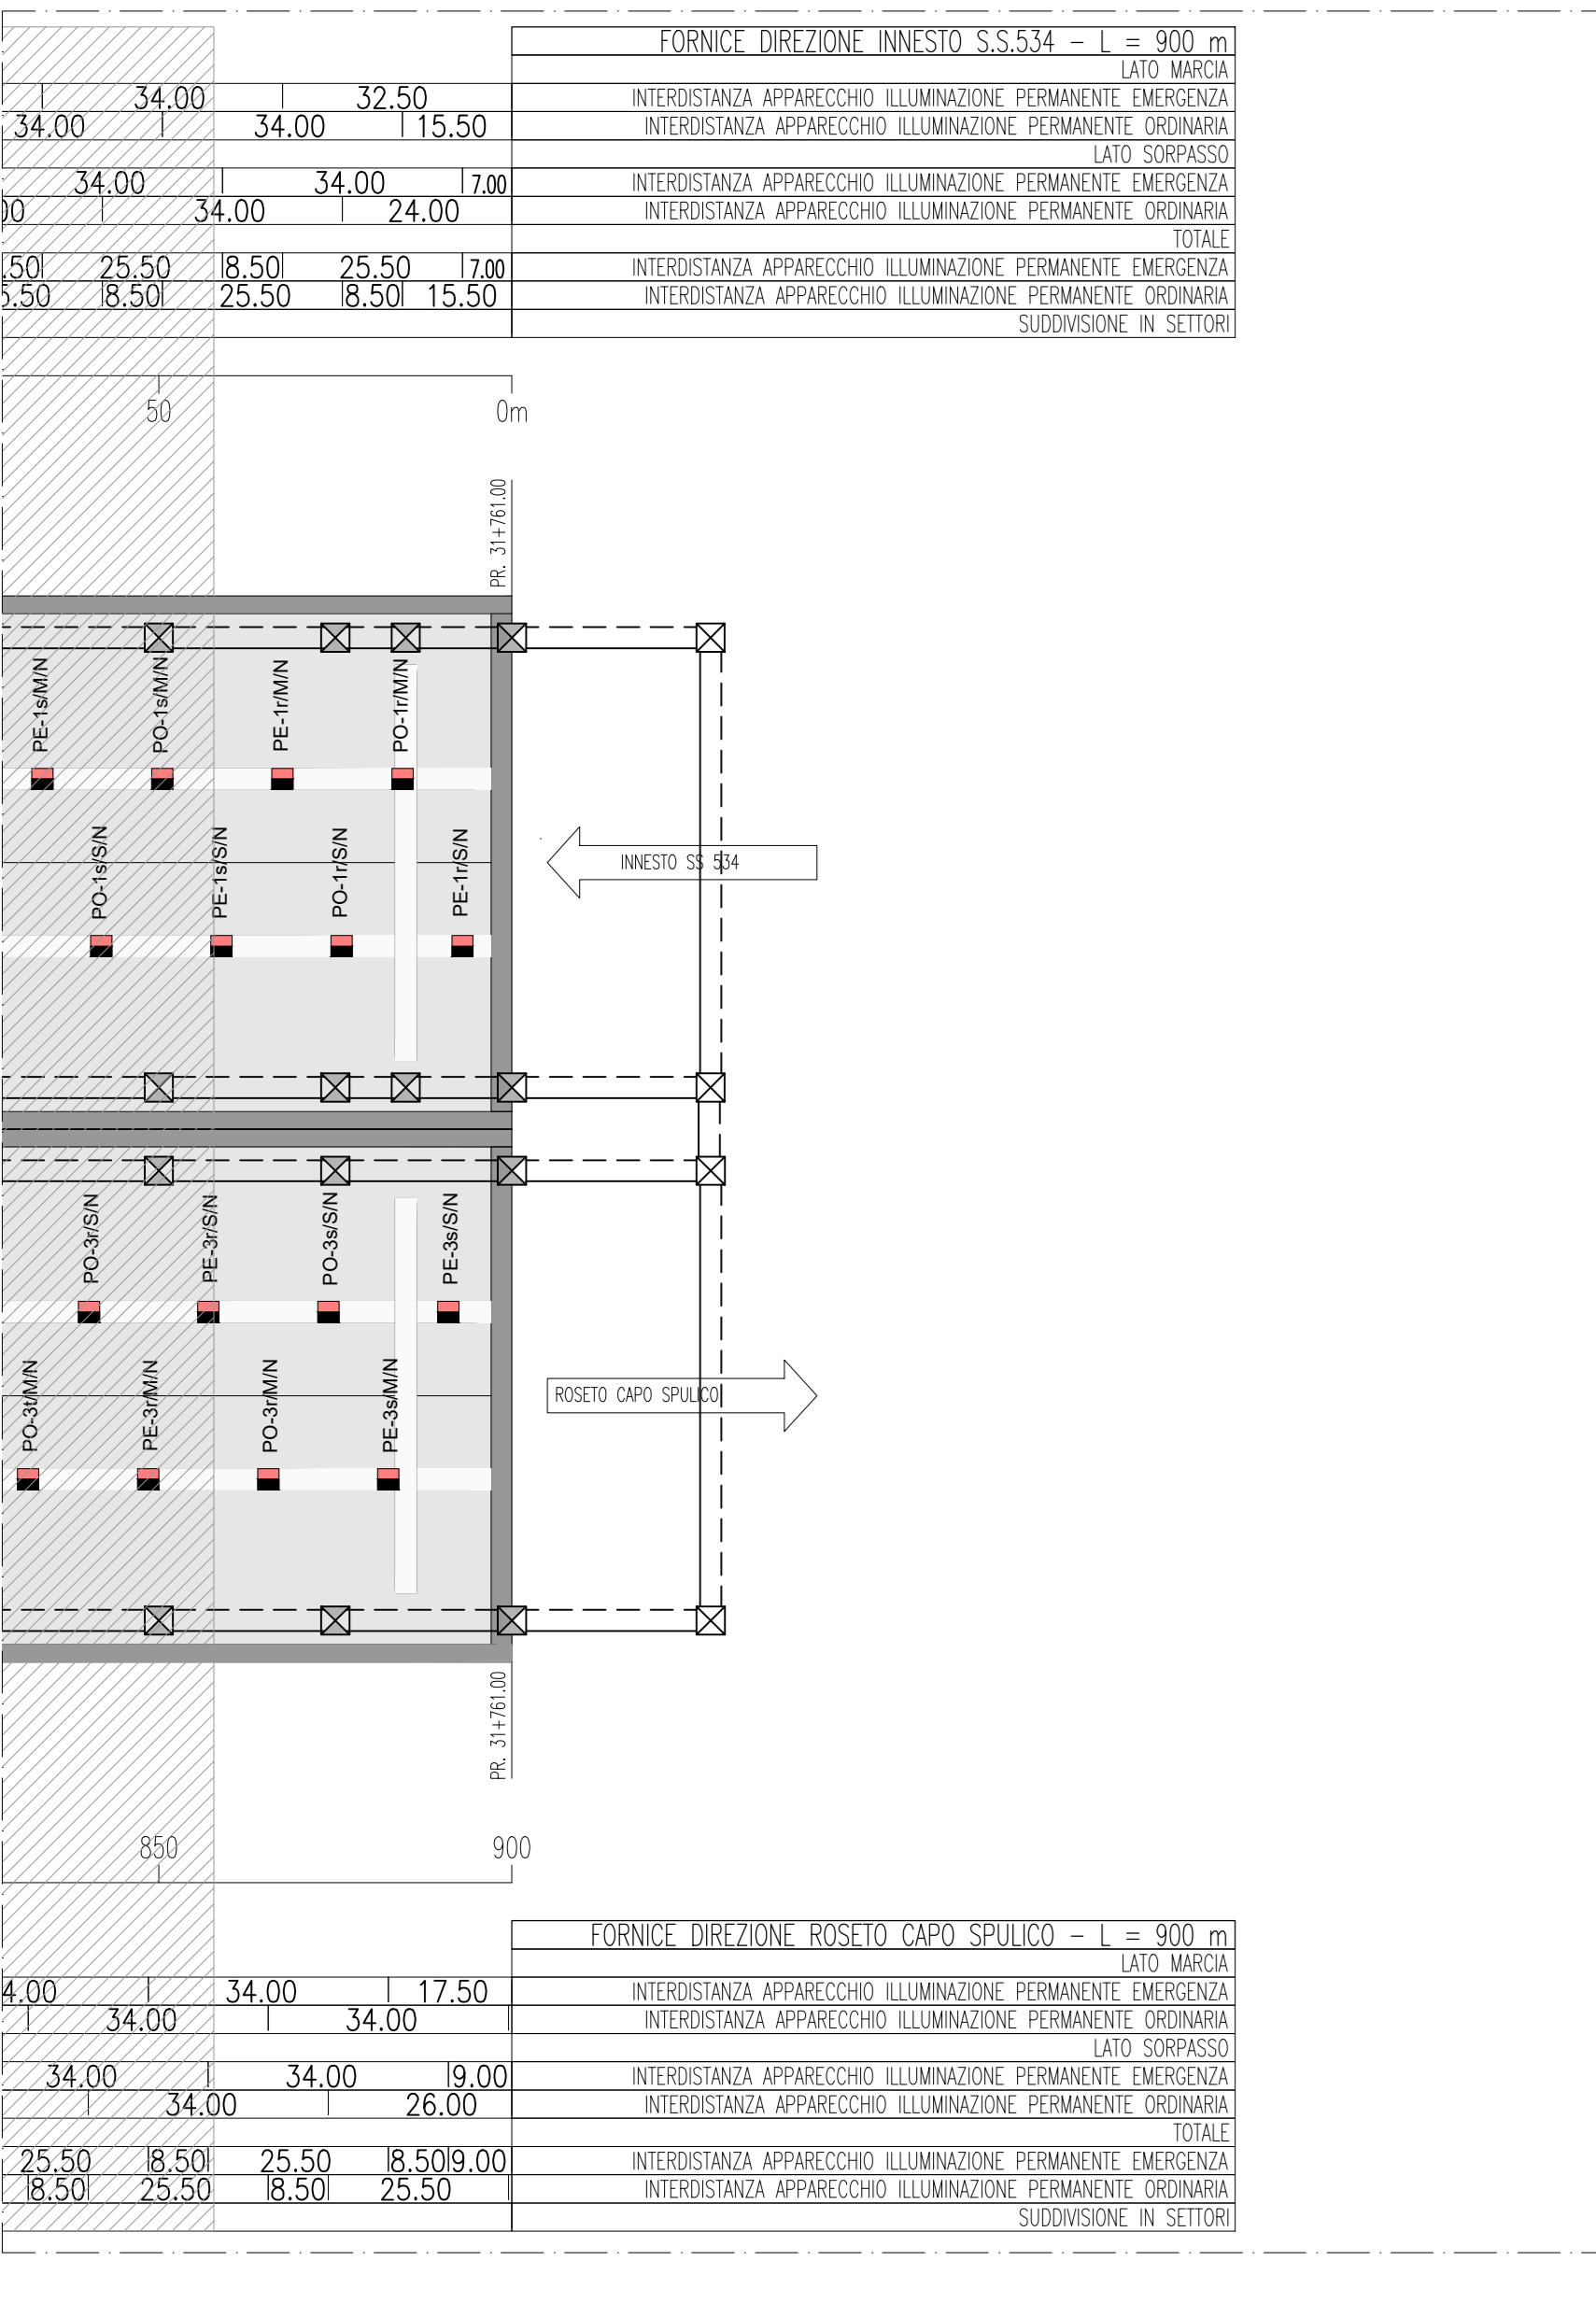 FORNICE DIREZIONE INNESTO S.S.534 – L = 900 m
LATO MARCIA
34.00 32.50 INTERDISTANZA APPARECCHIO ILLUMINAZIONE PERMANENTE EMERGENZA
34.00 34.00 15.50 INTERDISTANZA APPARECCHIO ILLUMINAZIONE PERMANENTE ORDINARIA
LATO SORPASSO
34.00 34.00 7.00 INTERDISTANZA APPARECCHIO ILLUMINAZIONE PERMANENTE EMERGENZA
34.00 24.00 INTERDISTANZA APPARECCHIO ILLUMINAZIONE PERMANENTE ORDINARIA
TOTALE
.50 25.50 8.50 25.50 7.00 INTERDISTANZA APPARECCHIO ILLUMINAZIONE PERMANENTE EMERGENZA
5.50 8.50 25.50 8.50 15.50 INTERDISTANZA APPARECCHIO ILLUMINAZIONE PERMANENTE ORDINARIA
SUDDIVISIONE IN SETTORI
50 0m
PR. 31+761.00
PE-1s/M/N PO-1s/M/N PE-1r/M/N PO-1r/M/N
PO-1s/S/N PE-1s/S/N PO-1r/S/N PE-1r/S/N
INNESTO SS 534
PO-3r/S/N PE-3r/S/N PO-3s/S/N PE-3s/S/N
PO-3t/M/N PE-3r/M/N PO-3r/M/N PE-3s/M/N
ROSETO CAPO SPULICO
PR. 31+761.00
850 900
FORNICE DIREZIONE ROSETO CAPO SPULICO – L = 900 m
LATO MARCIA
4.00 34.00 17.50 INTERDISTANZA APPARECCHIO ILLUMINAZIONE PERMANENTE EMERGENZA
34.00 34.00 INTERDISTANZA APPARECCHIO ILLUMINAZIONE PERMANENTE ORDINARIA
LATO SORPASSO
34.00 34.00 9.00 INTERDISTANZA APPARECCHIO ILLUMINAZIONE PERMANENTE EMERGENZA
34.00 26.00 INTERDISTANZA APPARECCHIO ILLUMINAZIONE PERMANENTE ORDINARIA
TOTALE
25.50 8.50 25.50 8.50 9.00 INTERDISTANZA APPARECCHIO ILLUMINAZIONE PERMANENTE EMERGENZA
8.50 25.50 8.50 25.50 INTERDISTANZA APPARECCHIO ILLUMINAZIONE PERMANENTE ORDINARIA
SUDDIVISIONE IN SETTORI